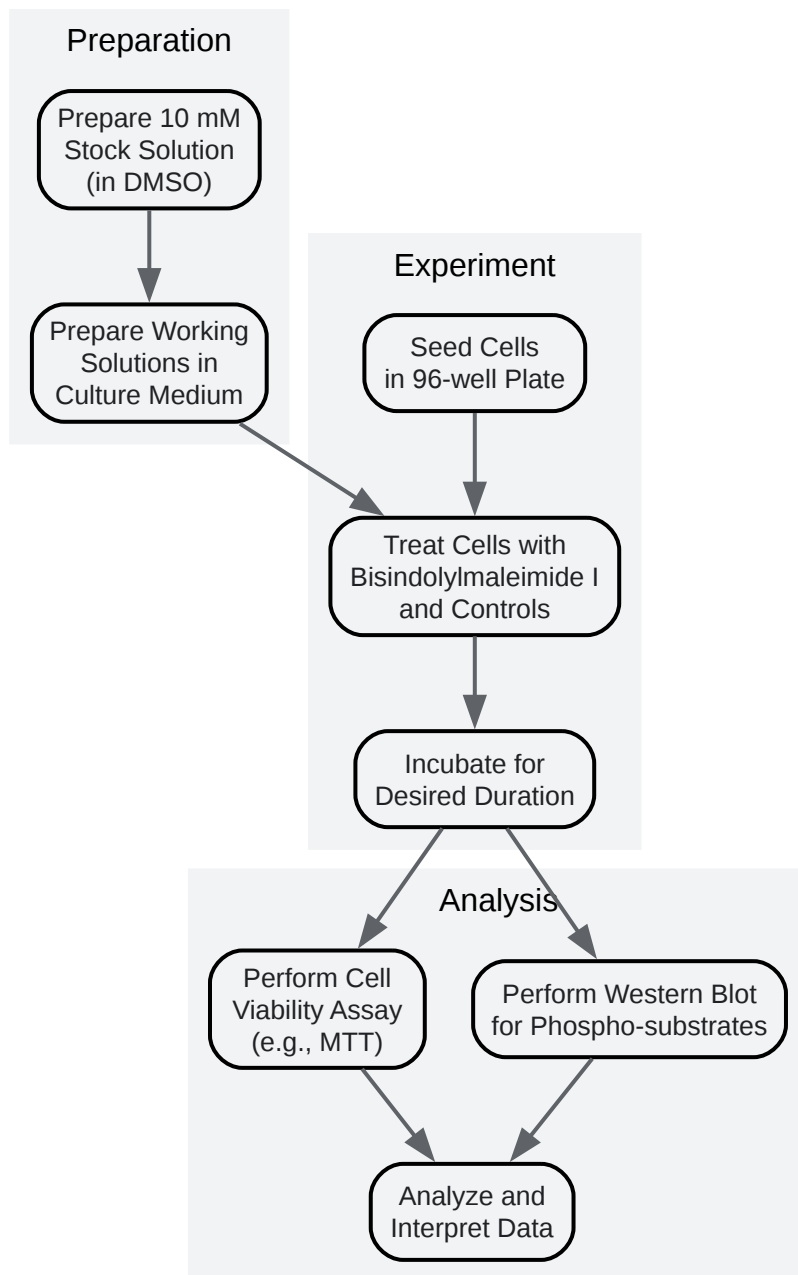 Preparation
Prepare 10 mM
Stock Solution
(in DMSO)
Prepare Working
Solutions in
Culture Medium
Experiment
Seed Cells
in 96-well Plate
Treat Cells with
Bisindolylmaleimide I
and Controls
Incubate for
Desired Duration
Analysis
Perform Cell
Viability Assay
(e.g., MTT)
Perform Western Blot
for Phospho-substrates
Analyze and
Interpret Data